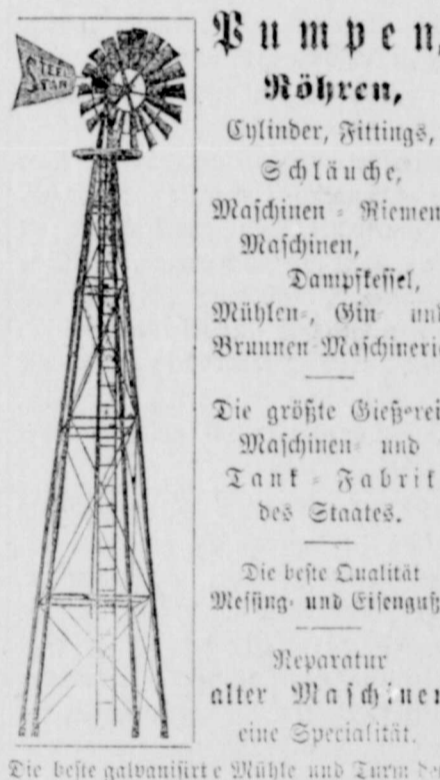 STEEL
STAR
Pumpen,
Röhren,
Cylinder, Fittings,
Schläuche,
Maschinen - Riemen
Maschinen,
Dampfkessel,
Mühlen-, Gin- und
Brunnen-Maschinerie
Die größte Gießerei
Maschinen- und
Tank - Fabrik
des Staates.
Die beste Qualität
Messing- und Eisenguß
Reparatur
alter Maschinen
eine Specialität.
Die beste galvanisirte Mühle und Turm